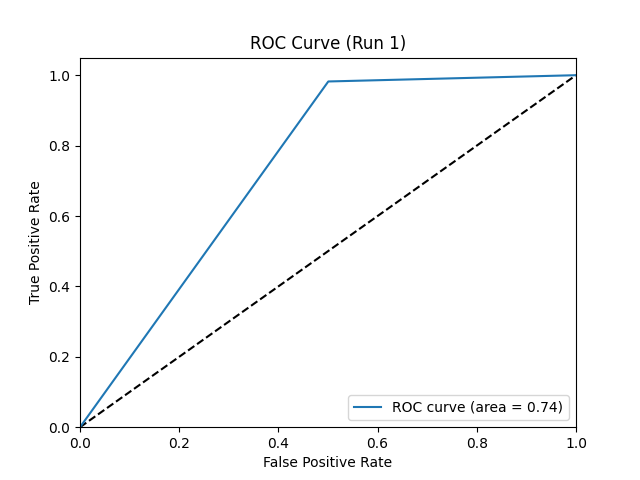 ROC Curve (Run 1)
True Positive Rate
1.0
0.8
0.6
0.4
0.2
0.0
ROC curve (area = 0.74)
0.0 0.2 0.4 0.6 0.8 1.0
False Positive Rate